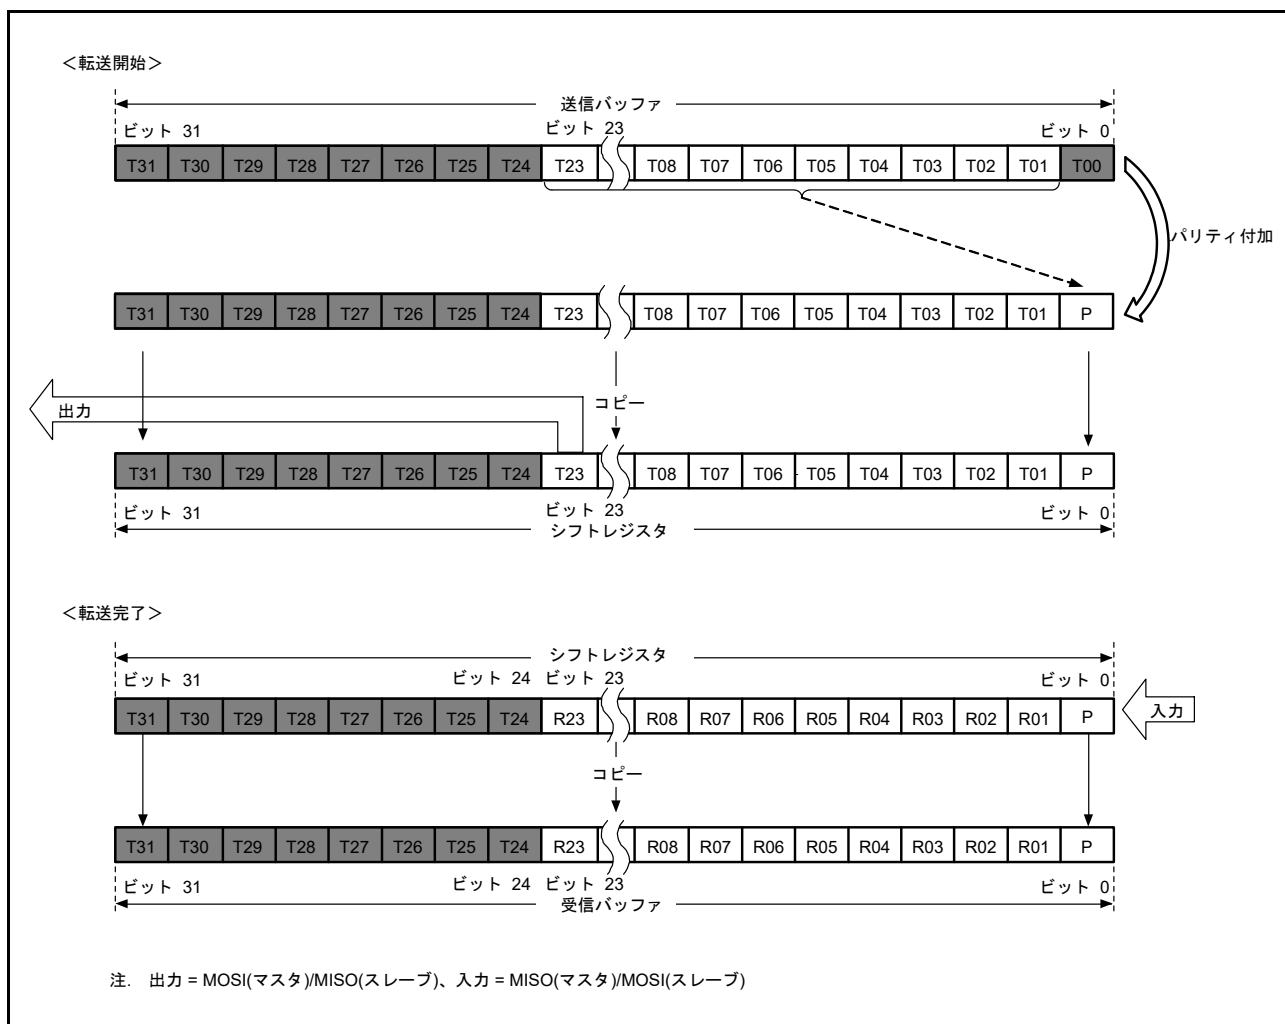 ＜転送開始＞
送信バッファ
ビット 31 ビット 23 ビット 0
T31 T30 T29 T28 T27 T26 T25 T24 T23 T08 T07 T06 T05 T04 T03 T02 T01 T00
パリティ付加
T31 T30 T29 T28 T27 T26 T25 T24 T23 T08 T07 T06 T05 T04 T03 T02 T01 P
コピー
出力
T31 T30 T29 T28 T27 T26 T25 T24 T23 T08 T07 T06 T05 T04 T03 T02 T01 P
ビット 31 ビット 23 ビット 0
シフトレジスタ
＜転送完了＞
シフトレジスタ
ビット 31 ビット 24 ビット 23 ビット 0
T31 T30 T29 T28 T27 T26 T25 T24 R23 R08 R07 R06 R05 R04 R03 R02 R01 P
入力
コピー
T31 T30 T29 T28 T27 T26 T25 T24 R23 R08 R07 R06 R05 R04 R03 R02 R01 P
ビット 31 ビット 24 ビット 23 ビット 0
受信バッファ
注. 出力 = MOSI(マスタ)/MISO(スレーブ)、入力 = MISO(マスタ)/MOSI(スレーブ)